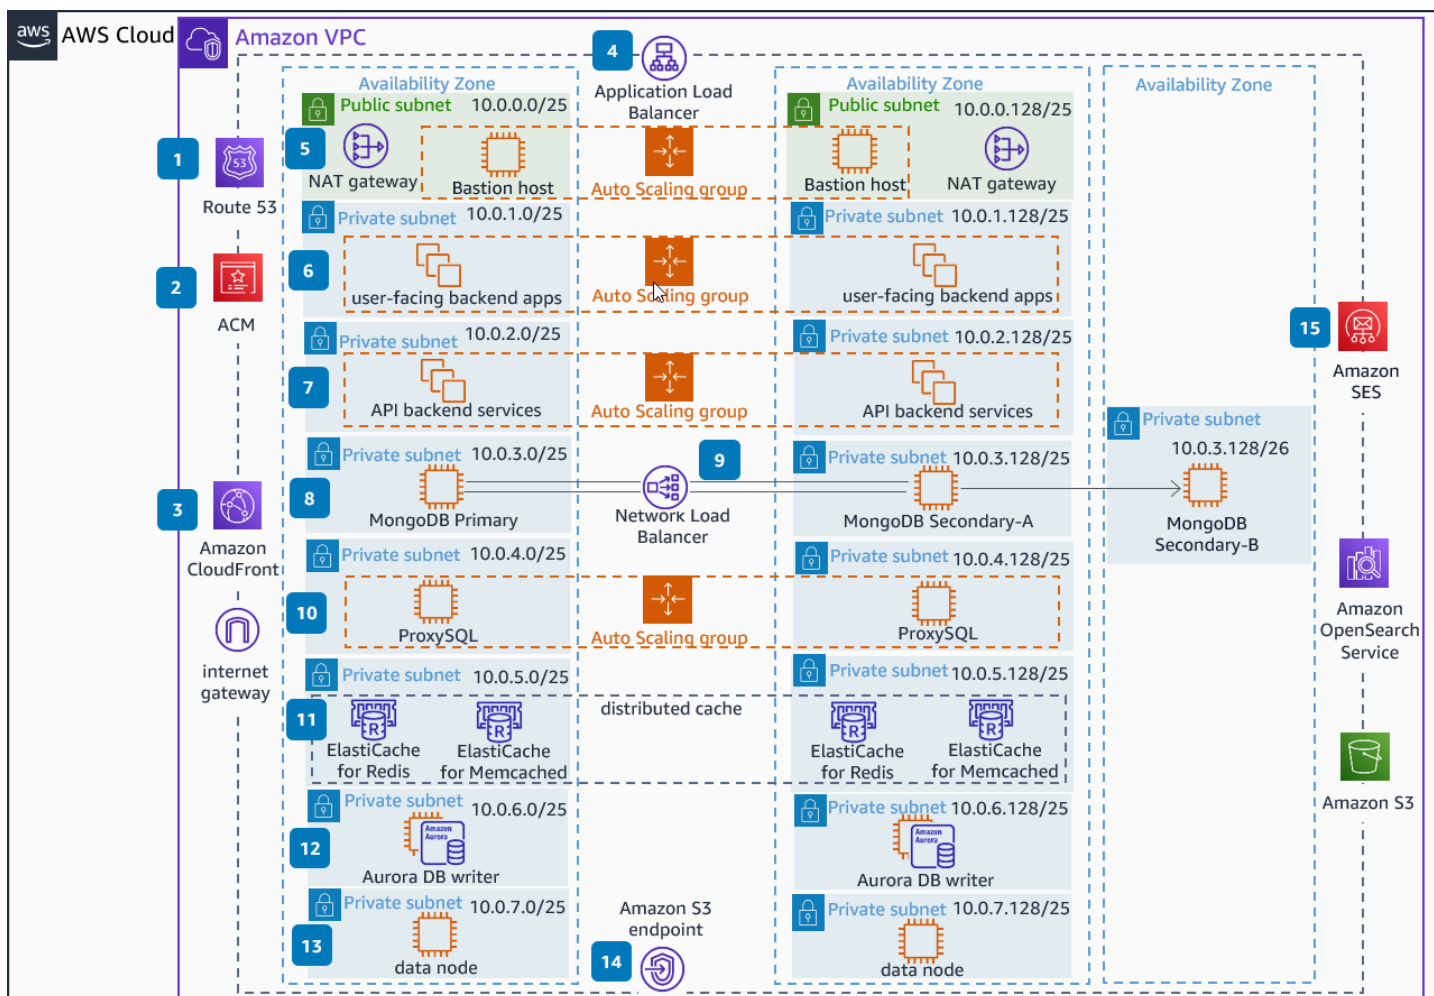 aws
AWS Cloud
Amazon VPC
4
Application Load
Balancer
Availability Zone
Availability Zone
Availability Zone
Public subnet 10.0.0.0/25
Public subnet 10.0.0.128/25
1
53
Route 53
5
NAT gateway
Bastion host
Auto Scaling group
Bastion host
NAT gateway
Private subnet 10.0.1.0/25
Private subnet 10.0.1.128/25
2
ACM
6
user-facing backend apps
Auto Scaling group
user-facing backend apps
Private subnet 10.0.2.0/25
Private subnet 10.0.2.128/25
15
Amazon
SES
7
API backend services
Auto Scaling group
API backend services
Private subnet 10.0.3.0/25
9
Private subnet 10.0.3.128/25
Private subnet
10.0.3.128/26
3
Amazon
CloudFront
8
MongoDB Primary
Network Load
Balancer
MongoDB Secondary-A
MongoDB
Secondary-B
Private subnet 10.0.4.0/25
Private subnet 10.0.4.128/25
internet
gateway
10
ProxySQL
Auto Scaling group
ProxySQL
Amazon
OpenSearch
Service
Private subnet 10.0.5.0/25
Private subnet 10.0.5.128/25
11
R
ElastiCache
for Redis
R
ElastiCache
for Memcached
distributed cache
R
ElastiCache
for Redis
R
ElastiCache
for Memcached
Amazon S3
Private subnet 10.0.6.0/25
Private subnet 10.0.6.128/25
12
Amazon
Aurora
Aurora DB writer
Amazon
Aurora
Aurora DB writer
Private subnet 10.0.7.0/25
Private subnet 10.0.7.128/25
13
data node
Amazon S3
endpoint
14
data node